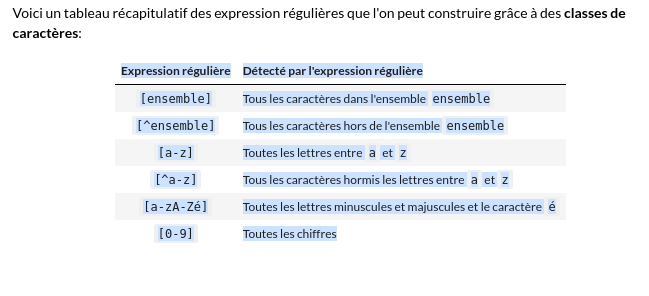 Voici un tableau récapitulatif des expression régulières que l'on peut construire grâce à des classes de
caractères:
Expression régulière Détecté par l'expression régulière
[ensemble] Tous les caractères dans l'ensemble ensemble
[^ensemble] Tous les caractères hors de l'ensemble ensemble
[a-z] Toutes les lettres entre a et z
[^a-z] Tous les caractères hormis les lettres entre a et z
[a-zA-Zé] Toutes les lettres minuscules et majuscules et le caractère é
[0-9] Toutes les chiffres